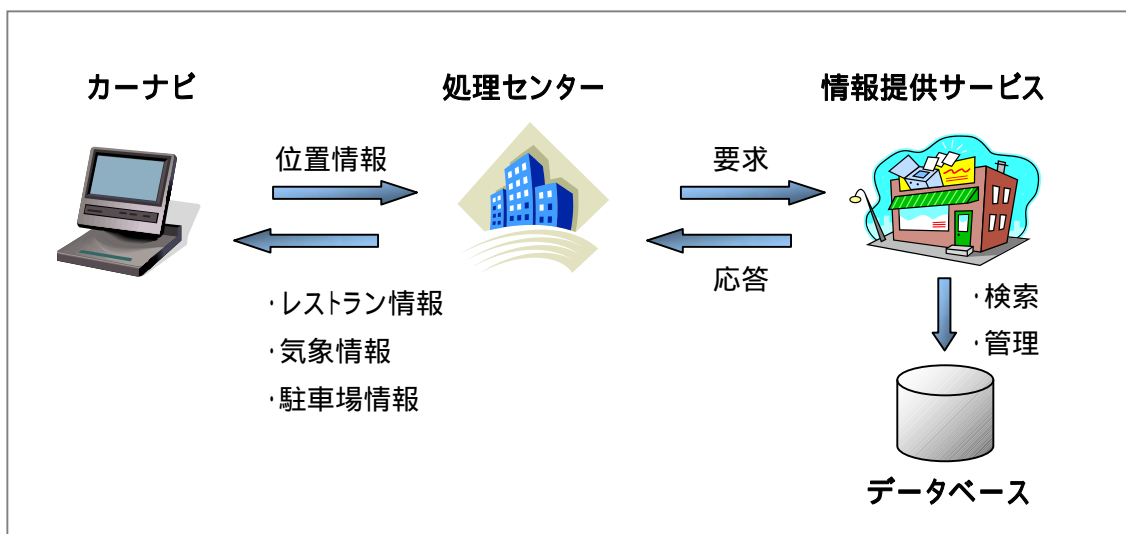 カーナビ
処理センター
情報提供サービス
位置情報
要求
応答
・レストラン情報
・気象情報
・駐車場情報
・検索
・管理
データベース